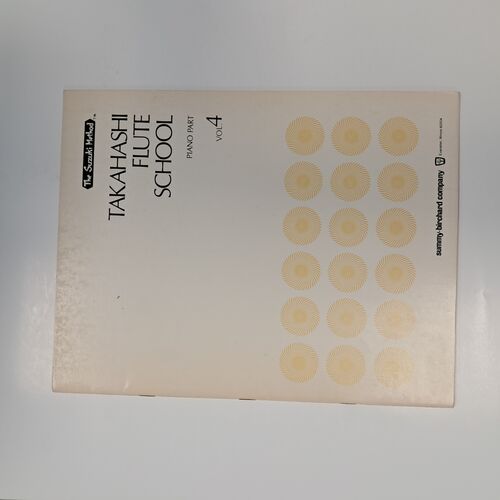 The Suzuki Method
TAKAHASHI
FLUTE
SCHOOL
PIANO PART
VOL 4
summy-birchard company